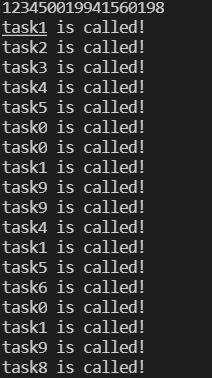 123450019941560198
task1 is called!
task2 is called!
task3 is called!
task4 is called!
task5 is called!
task0 is called!
task0 is called!
task1 is called!
task9 is called!
task9 is called!
task4 is called!
task1 is called!
task5 is called!
task6 is called!
task0 is called!
task1 is called!
task9 is called!
task8 is called!